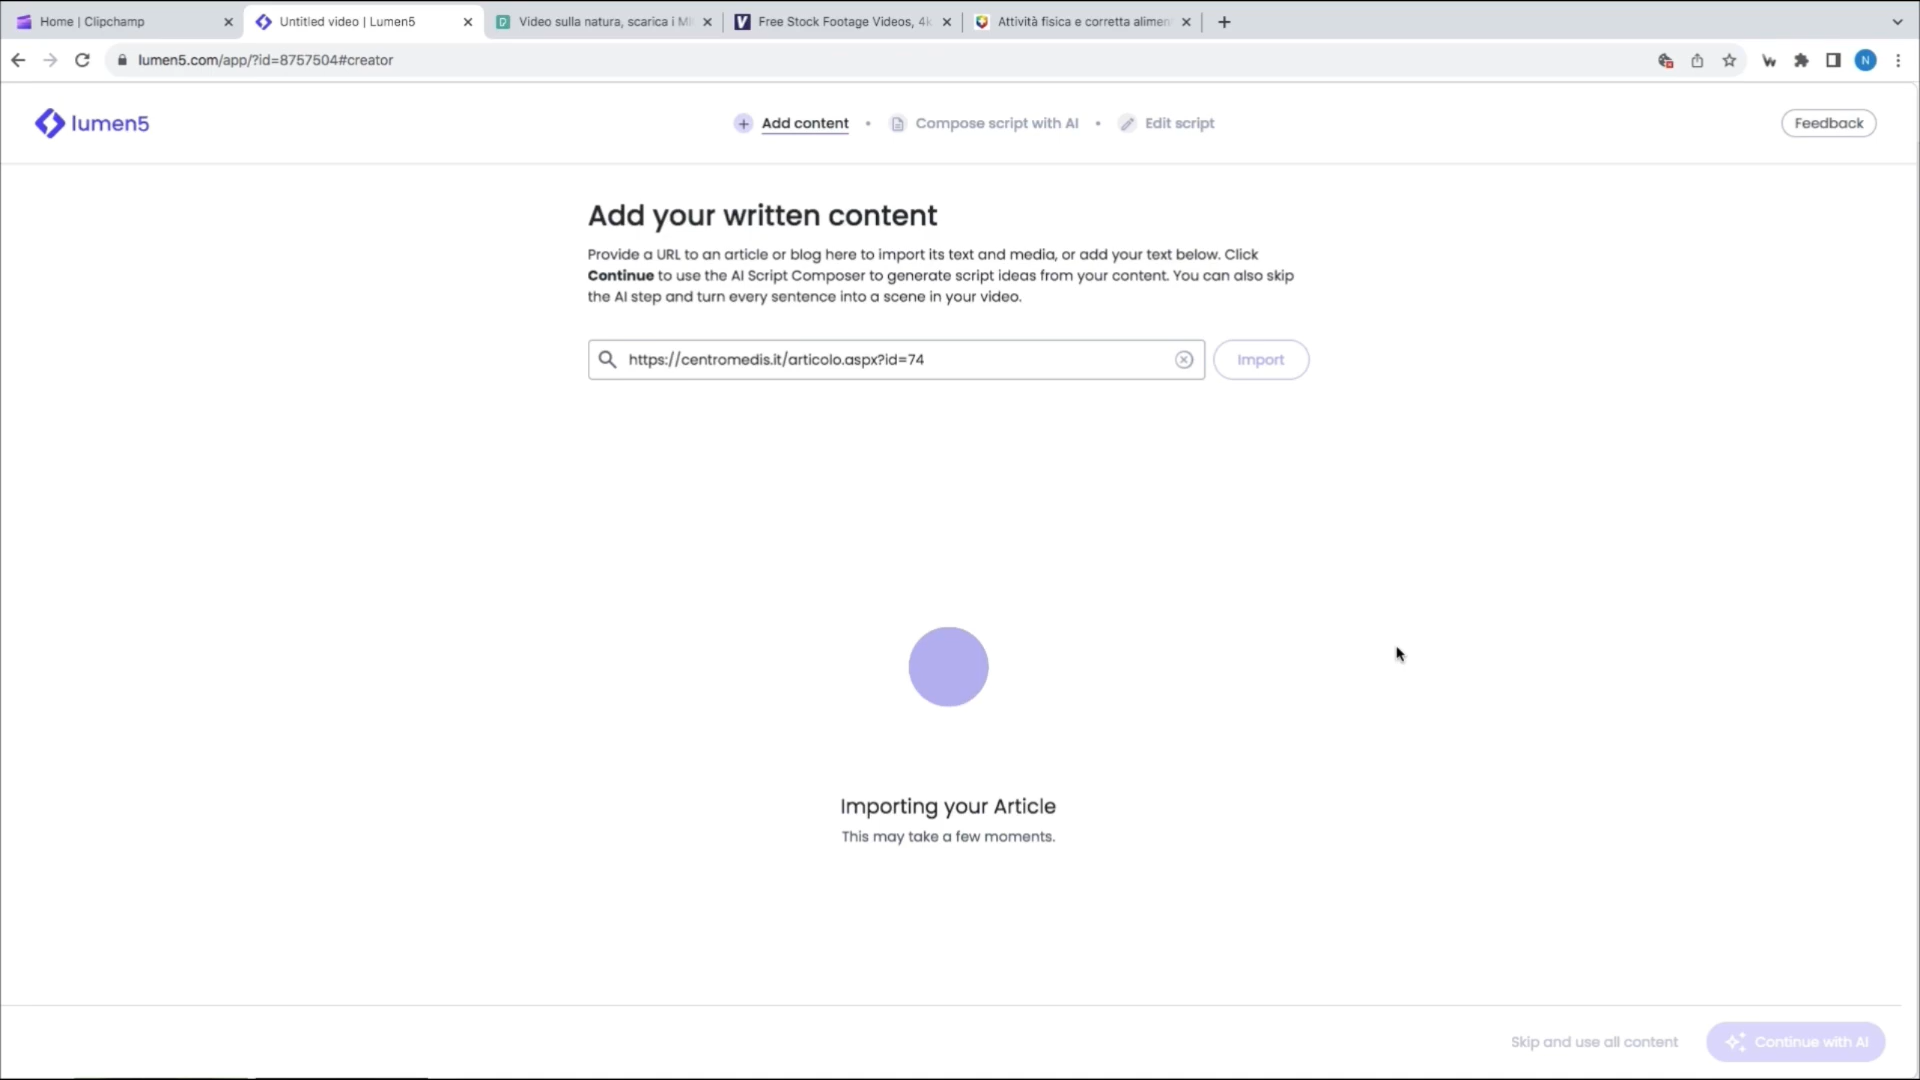 Home | Clipchamp
Untitled video | Lumen5
Video sulla natura, scarica i
Free Stock Footage Videos, 4k
Attività fisica e corretta alimen
lumen5.com/app/?id=8757504#creator
N
lumen5
Add content
Compose script with AI
Edit script
Feedback
Add your written content
Provide a URL to an article or blog here to import its text and media, or add your text below. Click
Continue to use the AI Script Composer to generate script ideas from your content. You can also skip
the AI step and turn every sentence into a scene in your video.
https://centromedis.it/articolo.aspx?id=74
Import
Importing your Article
This may take a few moments.
Skip and use all content
Continue with AI